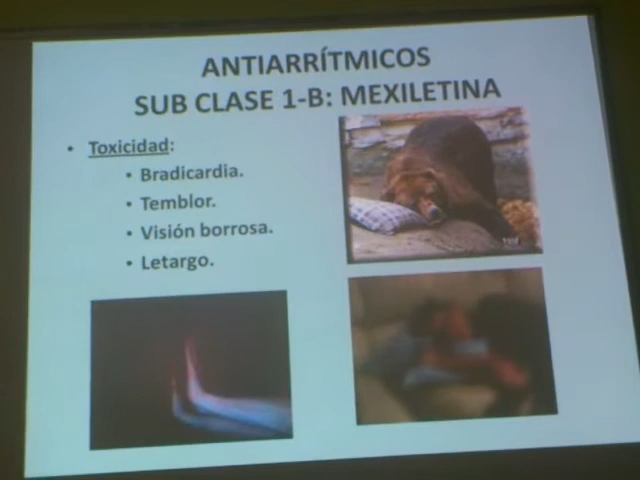 ANTIARRÍTMICOS
SUB CLASE 1-B: MEXILETINA
• Toxicidad:
• Bradicardia.
• Temblor.
• Visión borrosa.
• Letargo.